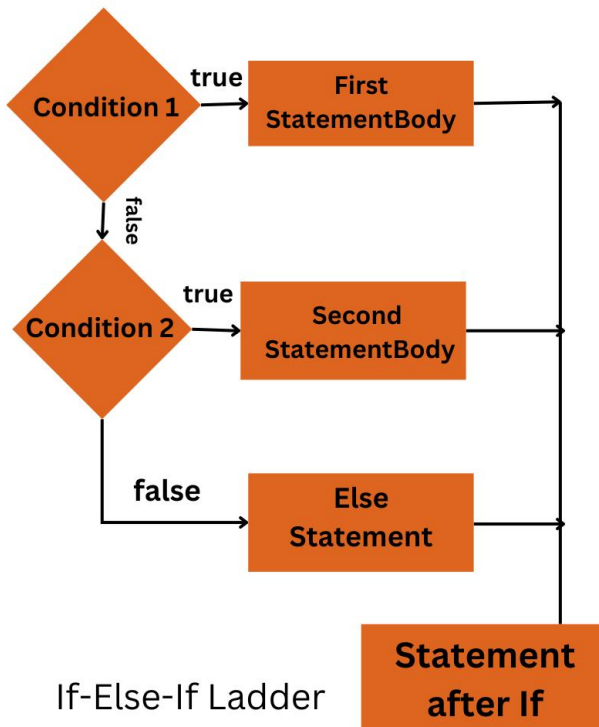 Condition 1
true
First
StatementBody
false
Condition 2
true
Second
StatementBody
false
Else
Statement
Statement
after If
If-Else-If Ladder